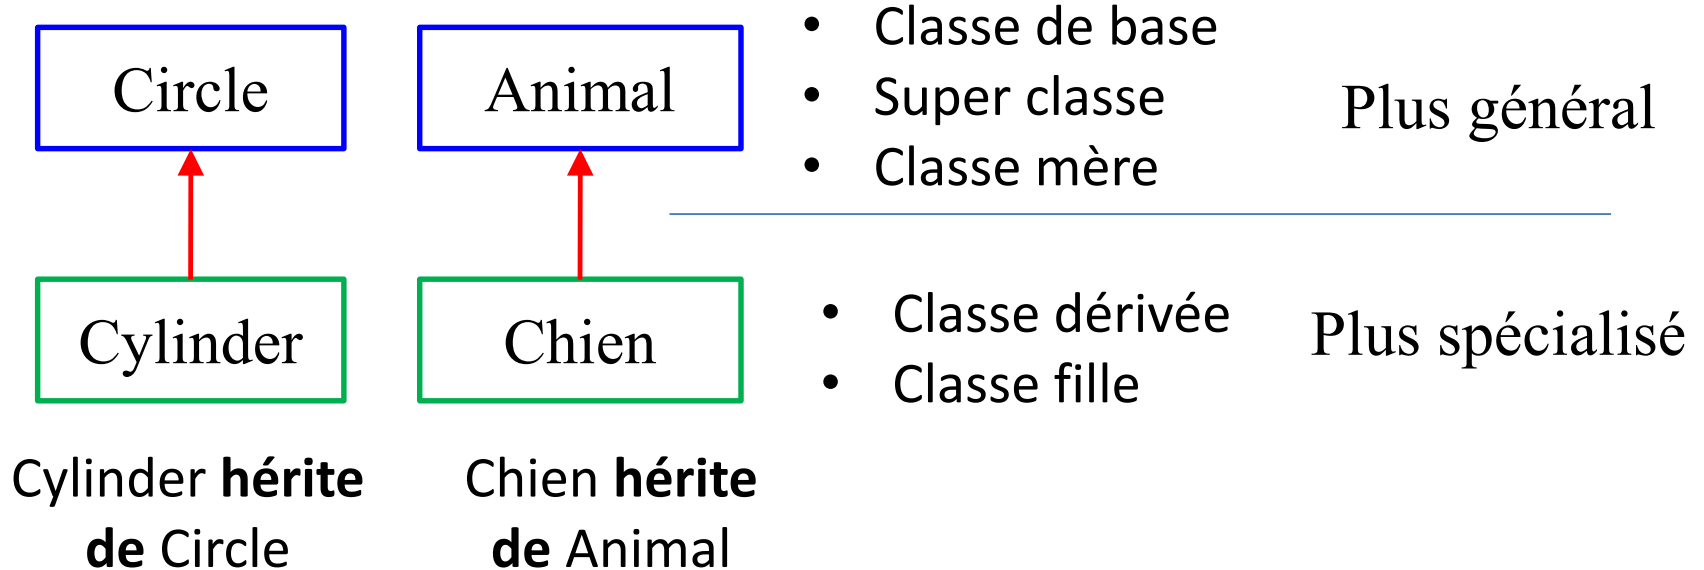 Circle
Animal
• Classe de base
• Super classe
• Classe mère
Plus général
Cylinder
Chien
• Classe dérivée
• Classe fille
Plus spécialisé
Cylinder hérite
de Circle
Chien hérite
de Animal